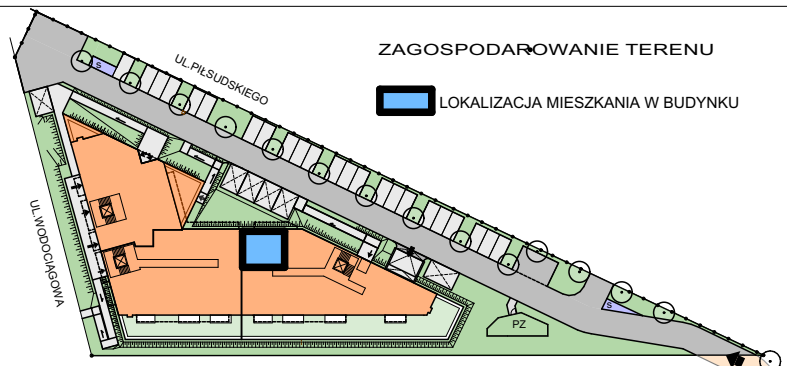 ZAGOSPODAROWANIE TERENU
LOKALIZACJA MIESZKANIA W BUDYNKU
UL.PIŁSUDSKIEGO
UL.WODOCIĄGOWA
Ś
Ś
PZ